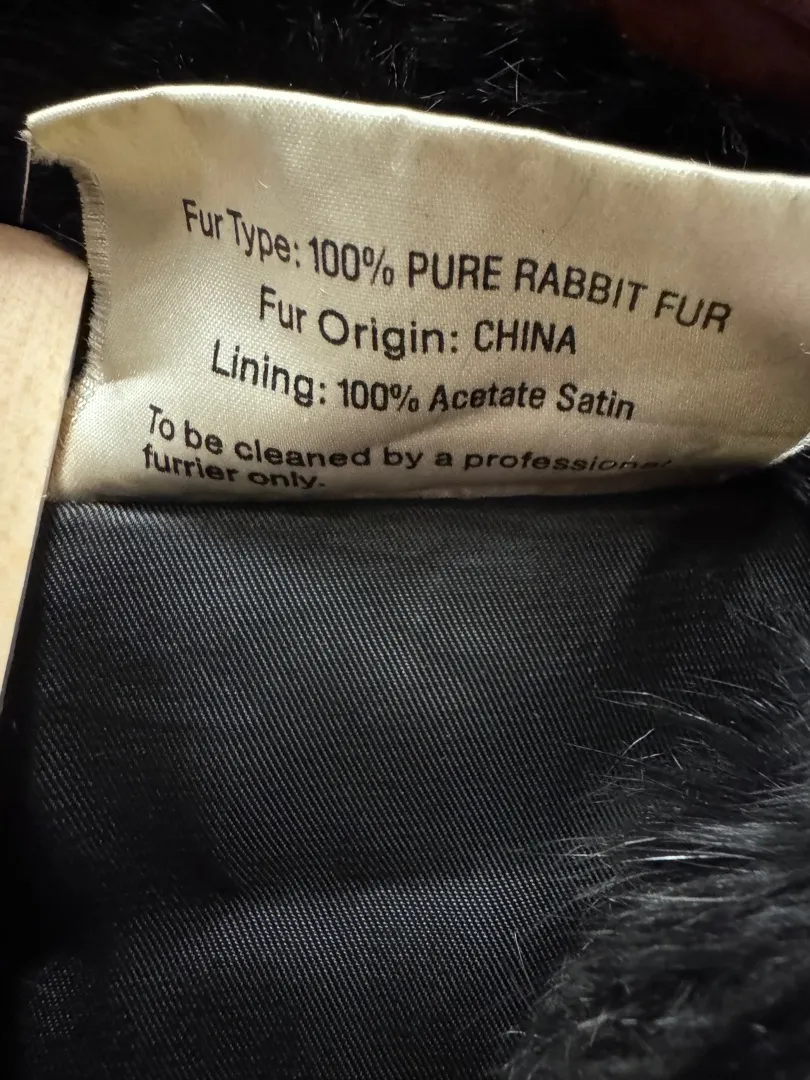 Fur Type: 100% PURE RABBIT FUR
Fur Origin: CHINA
Lining: 100% Acetate Satin
To be cleaned by a professional
furrier only.